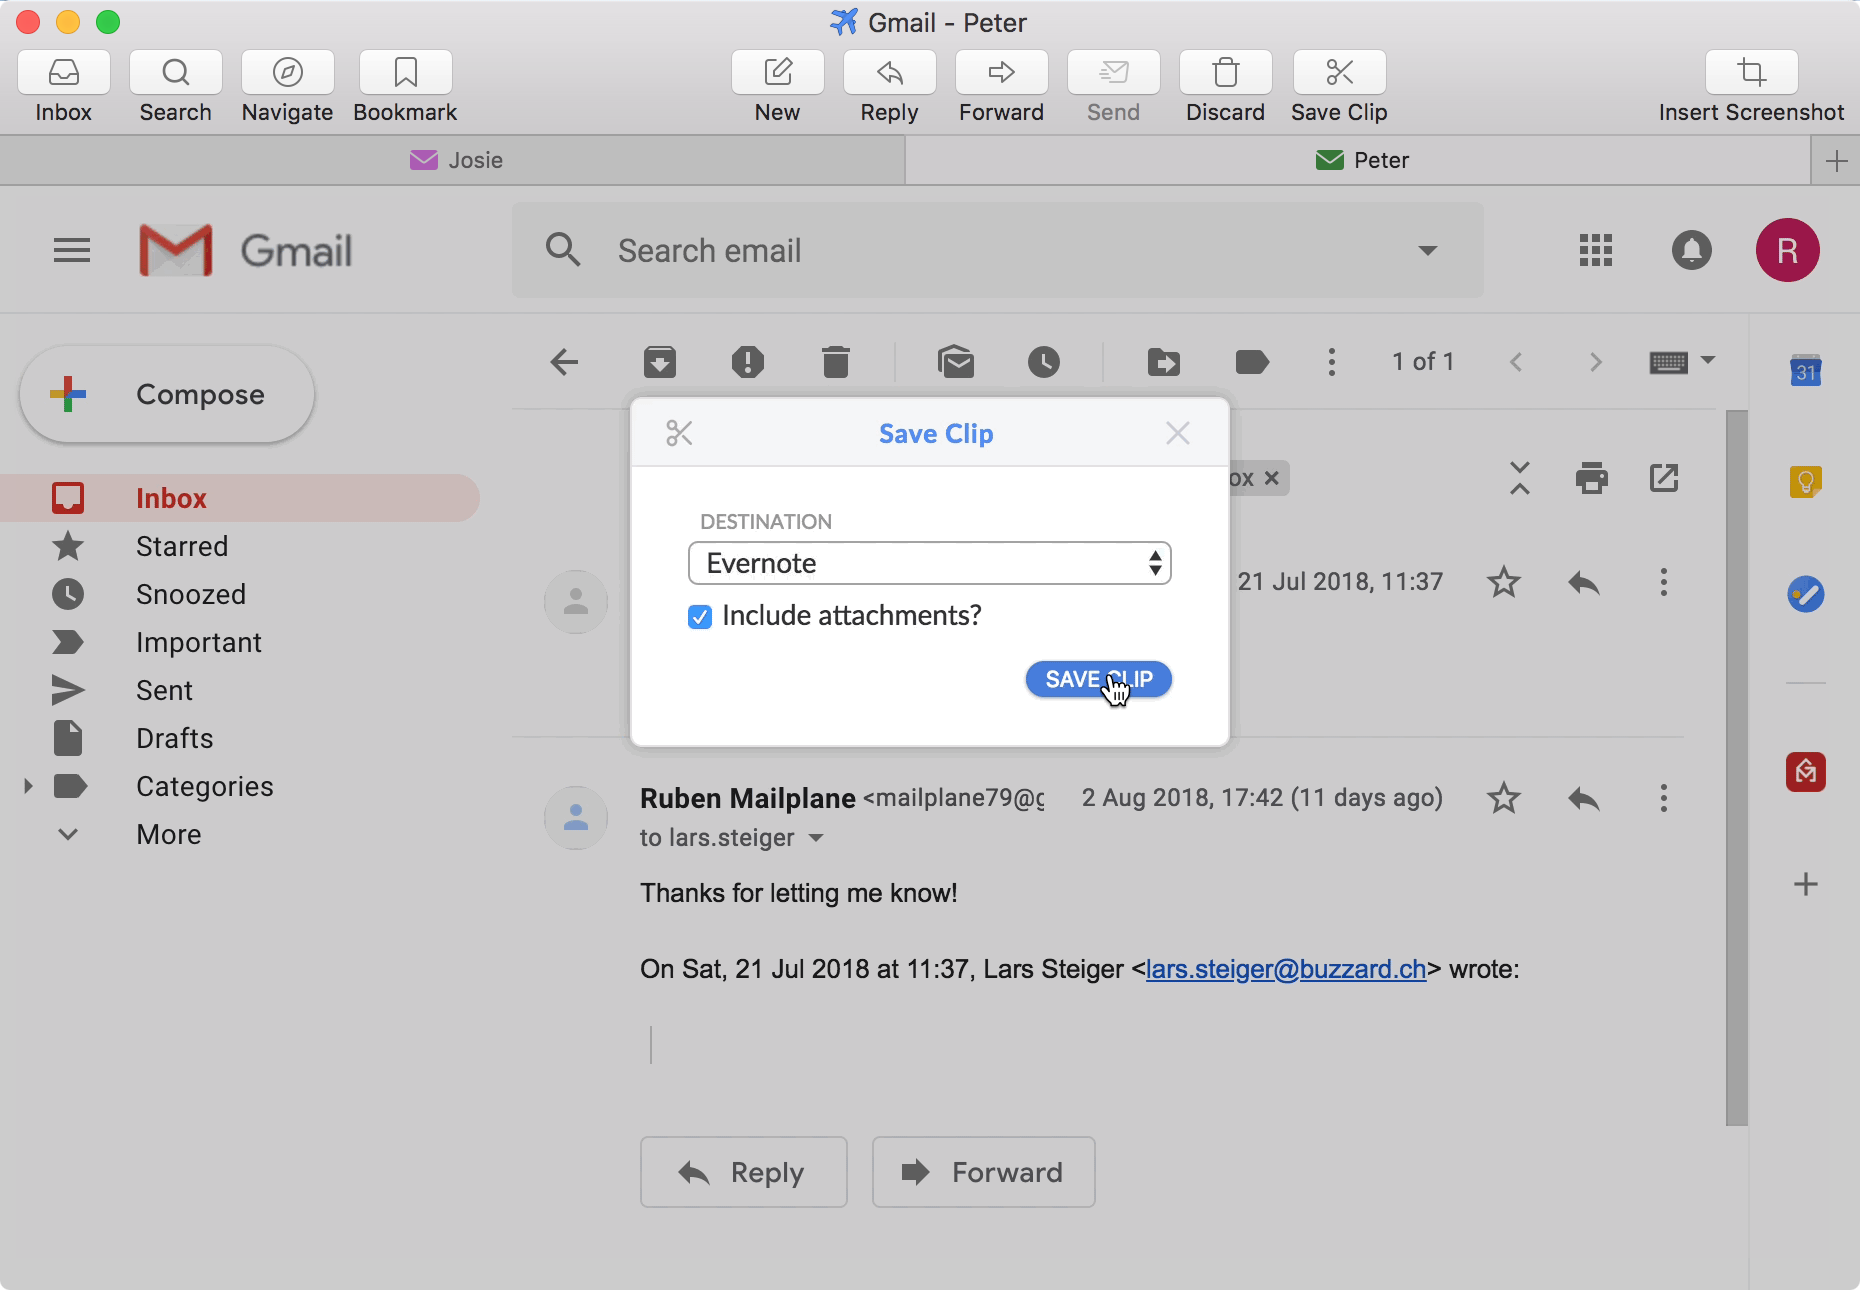 Gmail - Peter
Inbox
Search
Navigate
Bookmark
New
Reply
Forward
Send
Discard
Save Clip
Insert Screenshot
Josie
Peter
Gmail
Search email
R
Compose
1 of 1
31
Inbox
Starred
Snoozed
Important
Sent
Drafts
Categories
More
Save Clip
DESTINATION
Evernote
Include attachments?
SAVE CLIP
ox
21 Jul 2018, 11:37
Ruben Mailplane <mailplane79@g 2 Aug 2018, 17:42 (11 days ago)
to lars.steiger
Thanks for letting me know!
On Sat, 21 Jul 2018 at 11:37, Lars Steiger <lars.steiger@buzzard.ch> wrote:
Reply
Forward